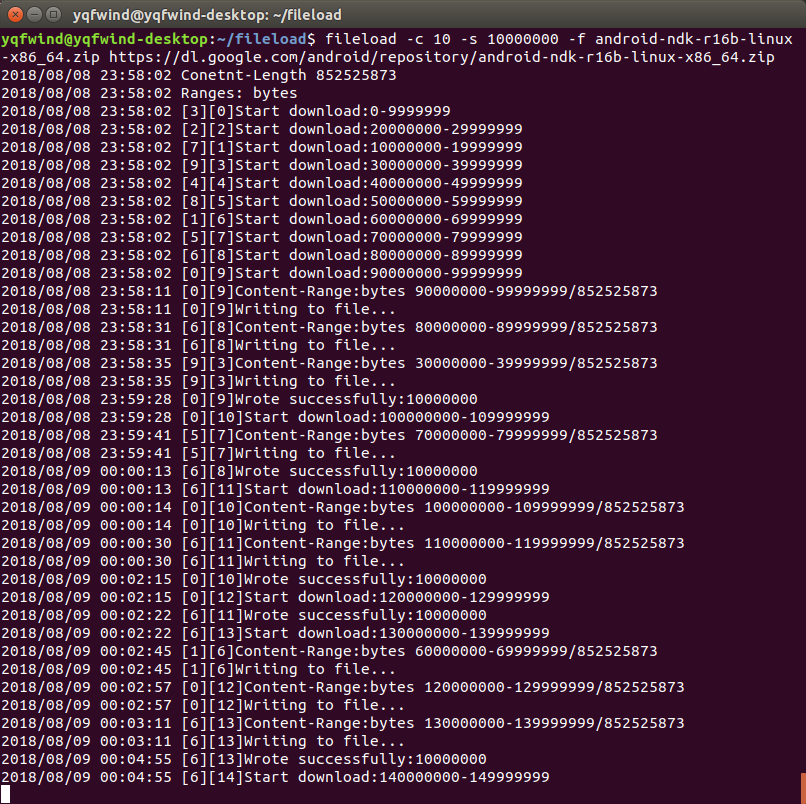 yqfwind@yqfwind-desktop: ~/fileload
yqfwind@yqfwind-desktop:~/fileload$ fileload -c 10 -s 10000000 -f android-ndk-r16b-linux
-x86_64.zip https://dl.google.com/android/repository/android-ndk-r16b-linux-x86_64.zip
2018/08/08 23:58:02 Conetnt-Length 852525873
2018/08/08 23:58:02 Ranges: bytes
2018/08/08 23:58:02 [3][0]Start download:0-9999999
2018/08/08 23:58:02 [2][2]Start download:20000000-29999999
2018/08/08 23:58:02 [7][1]Start download:10000000-19999999
2018/08/08 23:58:02 [9][3]Start download:30000000-39999999
2018/08/08 23:58:02 [4][4]Start download:40000000-49999999
2018/08/08 23:58:02 [8][5]Start download:50000000-59999999
2018/08/08 23:58:02 [1][6]Start download:60000000-69999999
2018/08/08 23:58:02 [5][7]Start download:70000000-79999999
2018/08/08 23:58:02 [6][8]Start download:80000000-89999999
2018/08/08 23:58:02 [0][9]Start download:90000000-99999999
2018/08/08 23:58:11 [0][9]Content-Range:bytes 90000000-99999999/852525873
2018/08/08 23:58:11 [0][9]Writing to file...
2018/08/08 23:58:31 [6][8]Content-Range:bytes 80000000-89999999/852525873
2018/08/08 23:58:31 [6][8]Writing to file...
2018/08/08 23:58:35 [9][3]Content-Range:bytes 30000000-39999999/852525873
2018/08/08 23:58:35 [9][3]Writing to file...
2018/08/08 23:59:28 [0][9]Wrote successfully:10000000
2018/08/08 23:59:28 [0][10]Start download:100000000-109999999
2018/08/08 23:59:41 [5][7]Content-Range:bytes 70000000-79999999/852525873
2018/08/08 23:59:41 [5][7]Writing to file...
2018/08/09 00:00:13 [6][8]Wrote successfully:10000000
2018/08/09 00:00:13 [6][11]Start download:110000000-119999999
2018/08/09 00:00:14 [0][10]Content-Range:bytes 100000000-109999999/852525873
2018/08/09 00:00:14 [0][10]Writing to file...
2018/08/09 00:00:30 [6][11]Content-Range:bytes 110000000-119999999/852525873
2018/08/09 00:00:30 [6][11]Writing to file...
2018/08/09 00:02:15 [0][10]Wrote successfully:10000000
2018/08/09 00:02:15 [0][12]Start download:120000000-129999999
2018/08/09 00:02:22 [6][11]Wrote successfully:10000000
2018/08/09 00:02:22 [6][13]Start download:130000000-139999999
2018/08/09 00:02:45 [1][6]Content-Range:bytes 60000000-69999999/852525873
2018/08/09 00:02:45 [1][6]Writing to file...
2018/08/09 00:02:57 [0][12]Content-Range:bytes 120000000-129999999/852525873
2018/08/09 00:02:57 [0][12]Writing to file...
2018/08/09 00:03:11 [6][13]Content-Range:bytes 130000000-139999999/852525873
2018/08/09 00:03:11 [6][13]Writing to file...
2018/08/09 00:04:55 [6][13]Wrote successfully:10000000
2018/08/09 00:04:55 [6][14]Start download:140000000-149999999